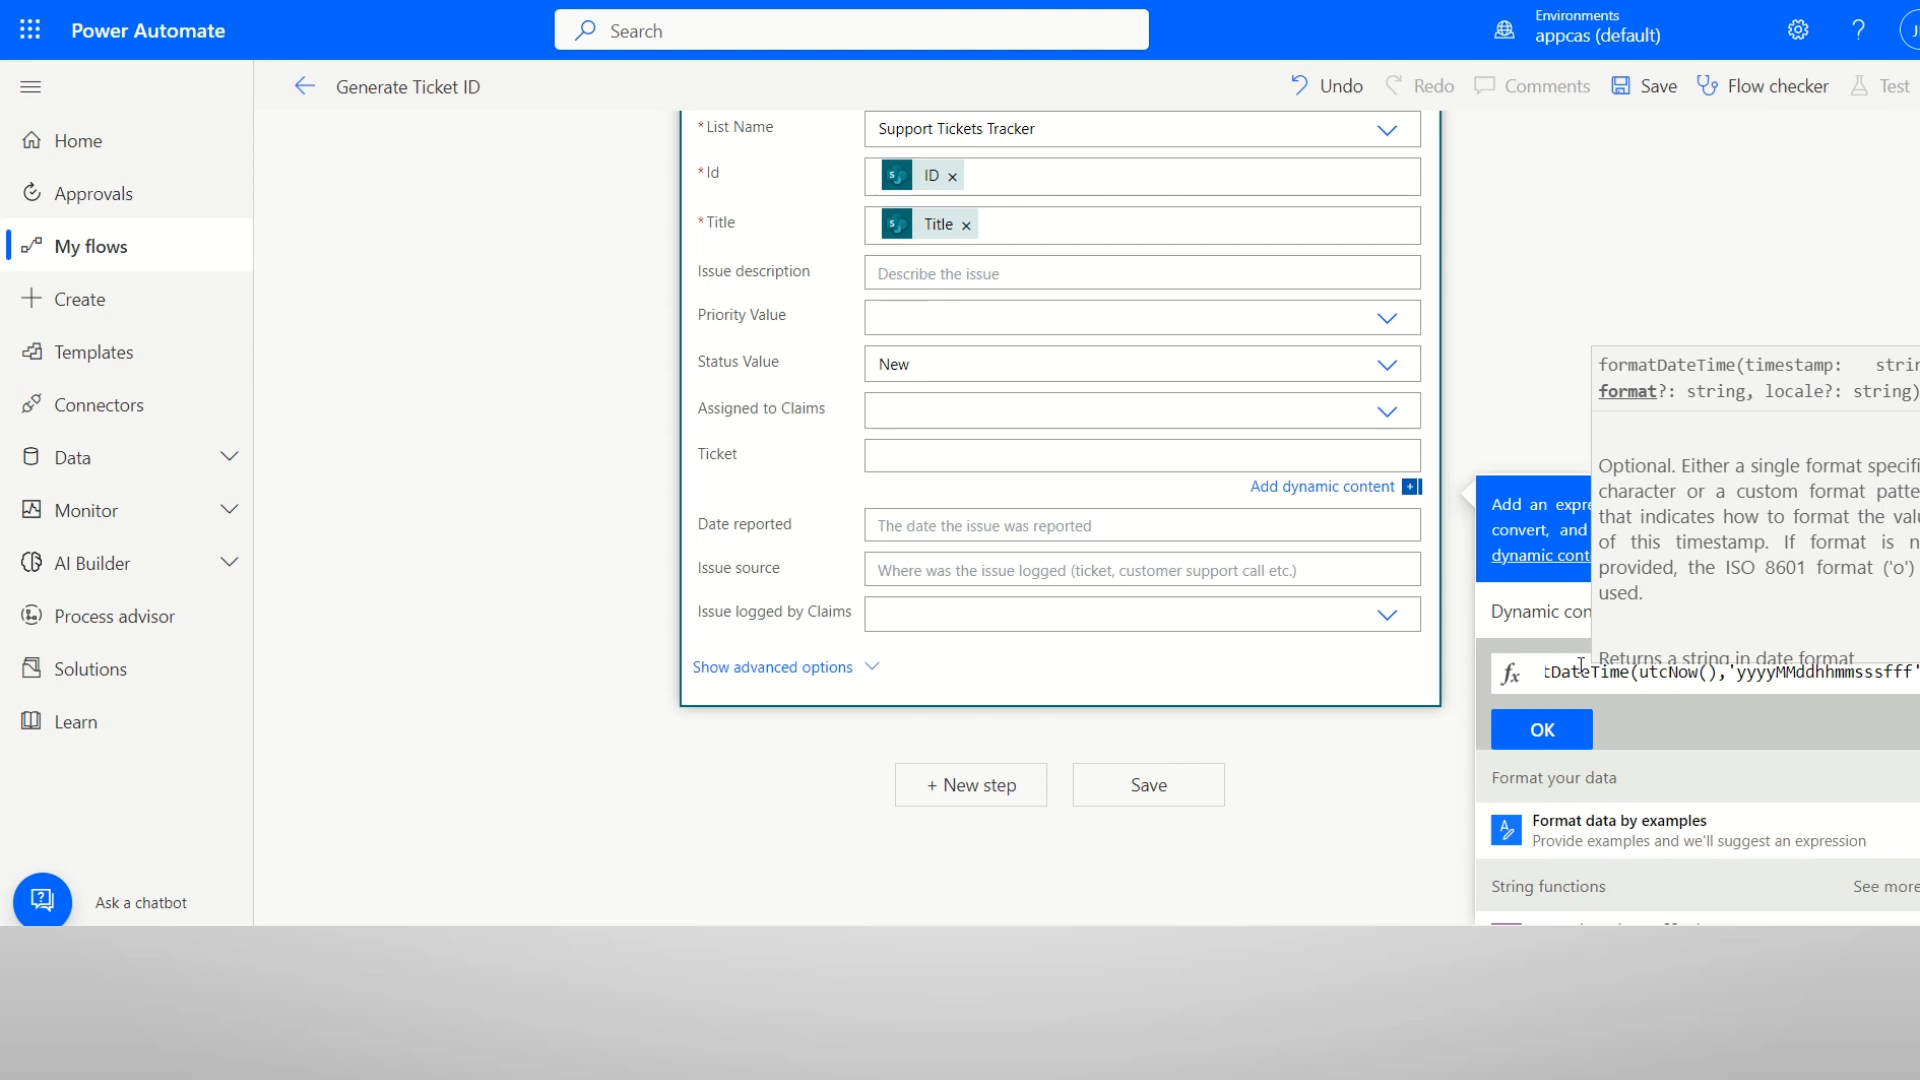 Power Automate
Search
Environments
appcas (default)
?
Generate Ticket ID
Undo
Redo
Comments
Save
Flow checker
Test
Home
Approvals
My flows
Create
Templates
Connectors
Data
Monitor
AI Builder
Process advisor
Solutions
Learn
Ask a chatbot
* List Name
Support Tickets Tracker
* Id
ID ×
* Title
Title ×
Issue description
Describe the issue
Priority Value
Status Value
New
Assigned to Claims
Ticket
Add dynamic content
Date reported
The date the issue was reported
Issue source
Where was the issue logged (ticket, customer support call etc.)
Issue logged by Claims
Show advanced options
+ New step
Save
formatDateTime(timestamp: strin
format?: string, locale?: string)
Optional. Either a single format specifi
character or a custom format patte
that indicates how to format the valu
of this timestamp. If format is n
provided, the ISO 8601 format ('o')
used.
Returns a string in date format
Add an expre
convert, and
dynamic cont
Dynamic con
fx
tDateTime(utcNow(),'yyyyMMddhhmmsssfff'
OK
Format your data
Format data by examples
Provide examples and we'll suggest an expression
String functions
See more